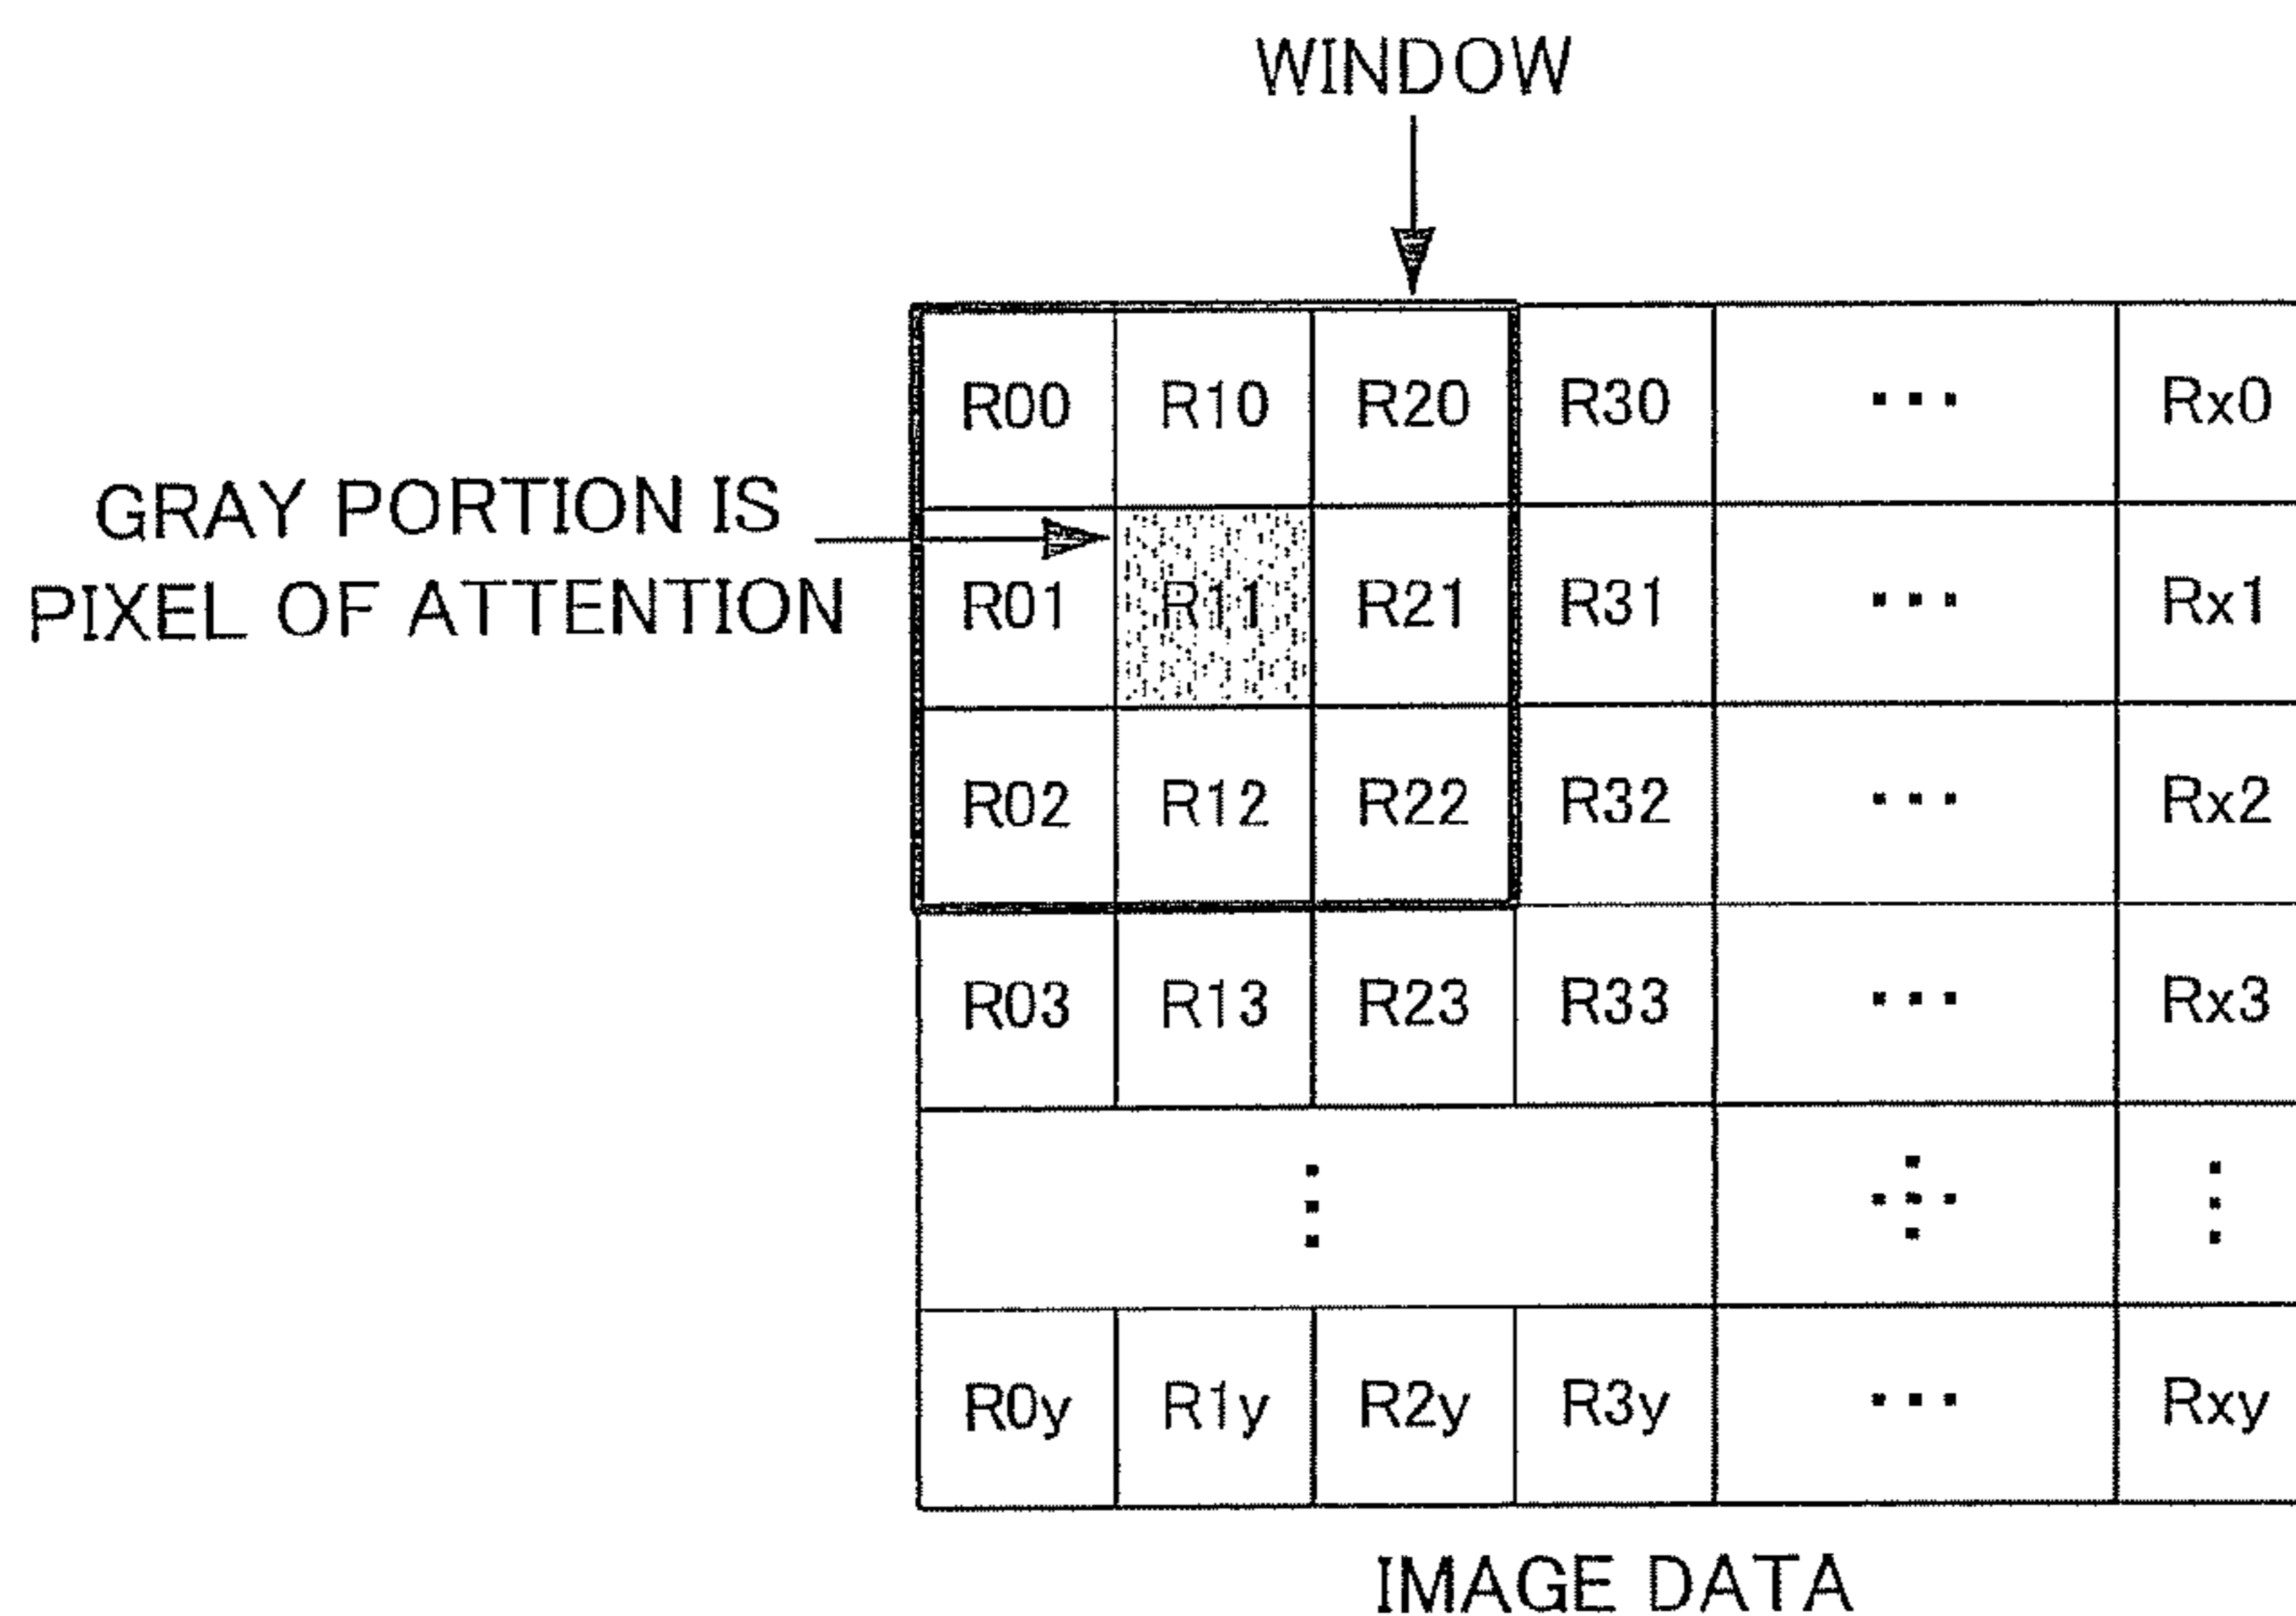 WINDOW
GRAY PORTION IS
PIXEL OF ATTENTION
R00 R10 R20 R30 ... Rx0
R01 R11 R21 R31 ... Rx1
R02 R12 R22 R32 ... Rx2
R03 R13 R23 R33 ... Rx3
R0y R1y R2y R3y ... Rxy
IMAGE DATA